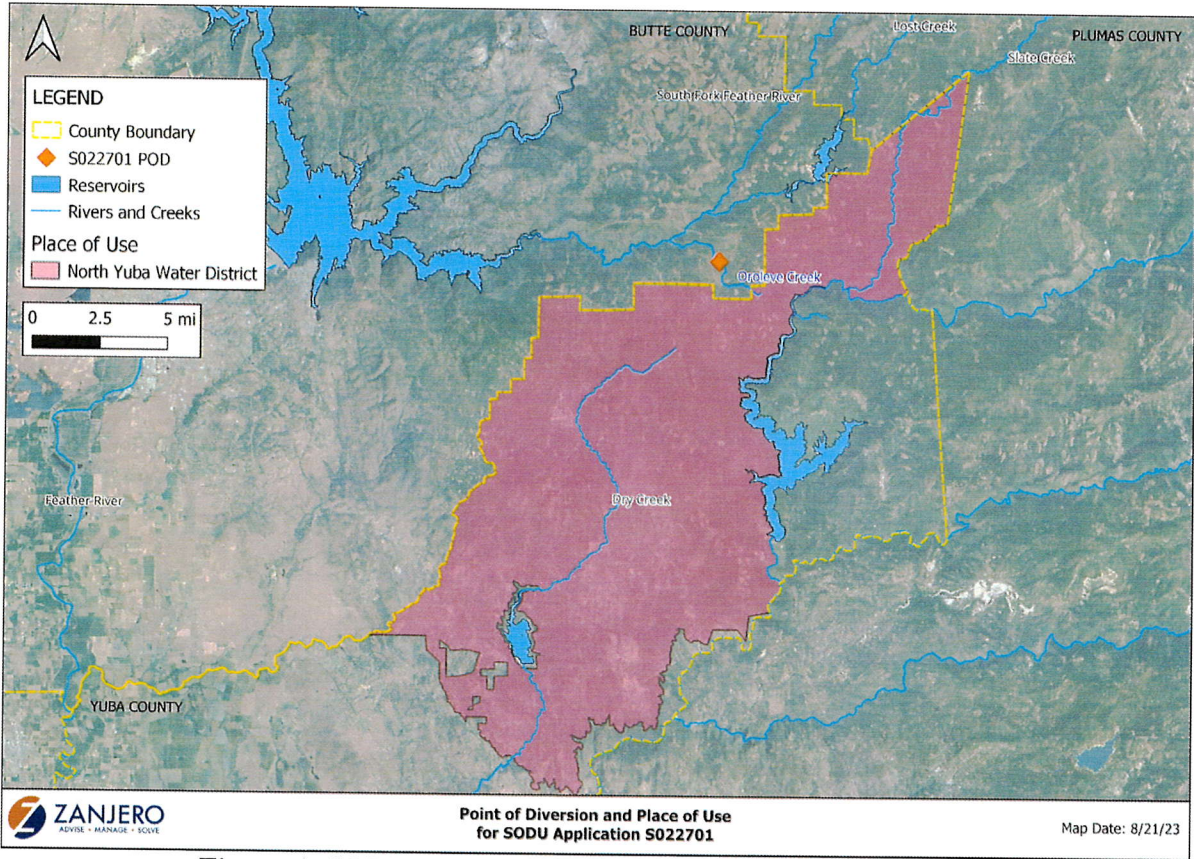 BUTTE COUNTY
Lost Creek
PLUMAS COUNTY
Slate Creek
South Fork Feather River
LEGEND
County Boundary
S022701 POD
Reservoirs
Rivers and Creeks
Place of Use
North Yuba Water District
0 2.5 5 mi
Oroleve Creek
Feather River
Dry Creek
YUBA COUNTY
ZANJERO
ADVISE • MANAGE • SOLVE
Point of Diversion and Place of Use
for SODU Application S022701
Map Date: 8/21/23